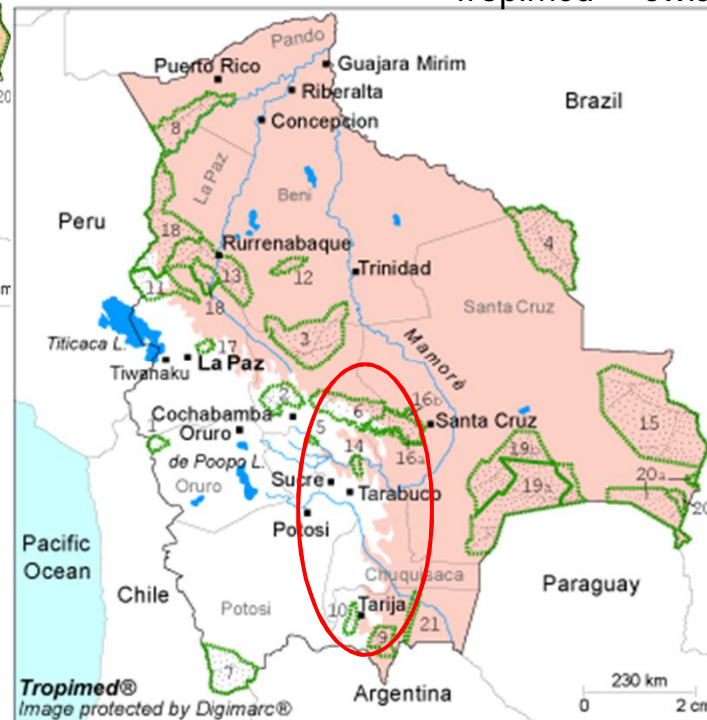 Pando
Puerto Rico
Guajara Mirim
Riberalta
Brazil
Concepcion
8
La Paz
Beni
Peru
18
Rurrenabaque
4
13
12
Trinidad
11
18
Santa Cruz
3
Mamoré
Titicaca L.
17
La Paz
Tiwanaku
2
16b
15
Cochabamba
6
Santa Cruz
1
5
Oruro
14
16a
19b
de Poopo L.
Sucre
20a
Oruro
Tarabuco
19a
Potosi
Pacific
Ocean
Chuquisaca
Paraguay
Chile
Potosi
10
Tarija
21
9
7
230 km
Tropimed®
Argentina
0
2 cm
Image protected by Digimarc®